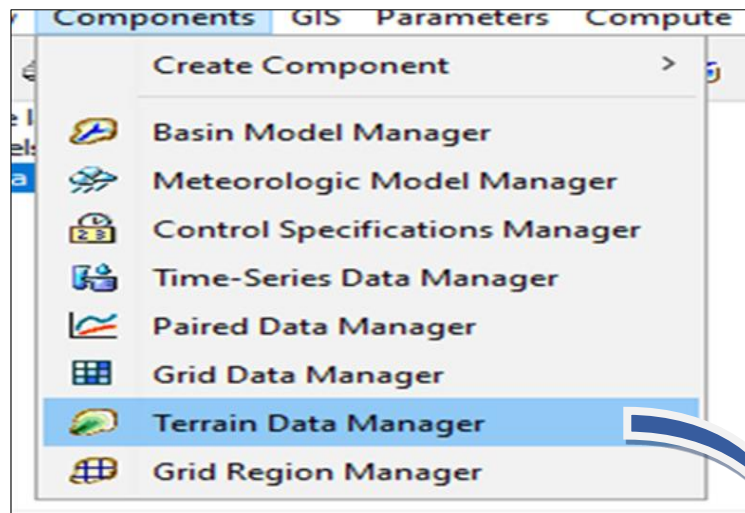 Components GIS Parameters Compute
Create Component >
Basin Model Manager
Meteorologic Model Manager
Control Specifications Manager
Time-Series Data Manager
Paired Data Manager
Grid Data Manager
Terrain Data Manager
Grid Region Manager